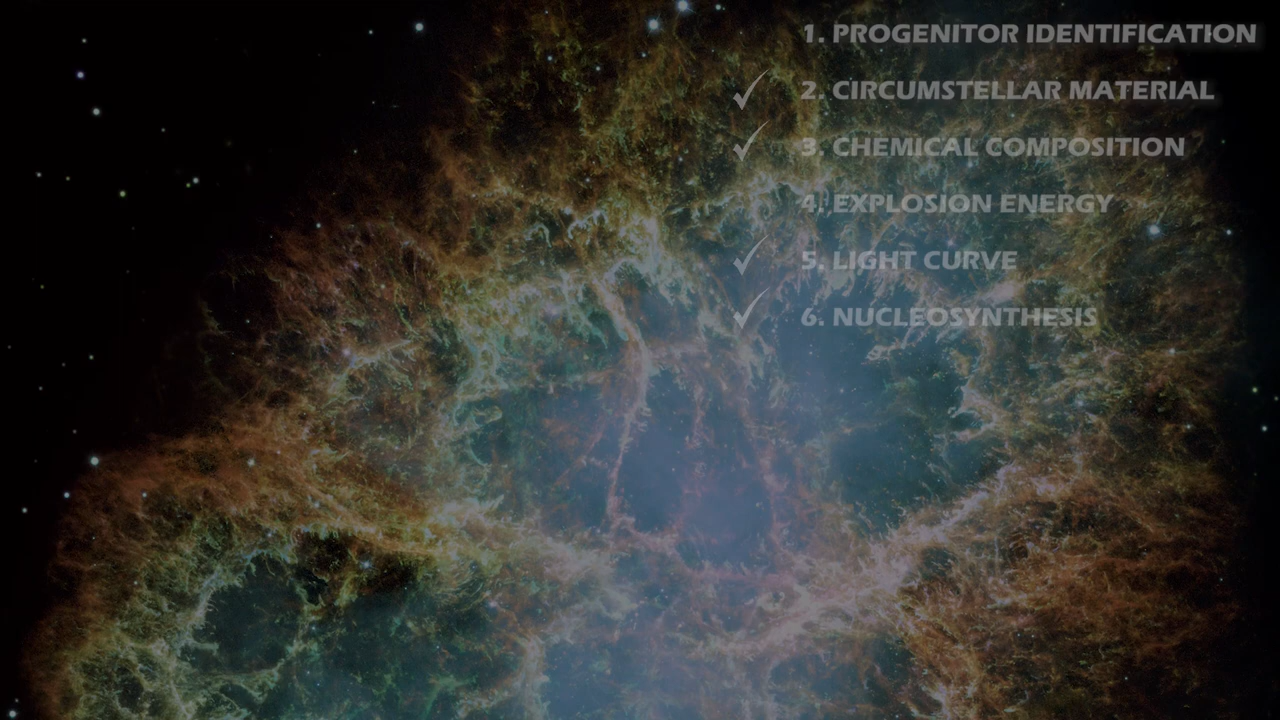 1. PROGENITOR IDENTIFICATION
✓ 2. CIRCUMSTELLAR MATERIAL
✓ 3. CHEMICAL COMPOSITION
4. EXPLOSION ENERGY
✓ 5. LIGHT CURVE
✓ 6. NUCLEOSYNTHESIS